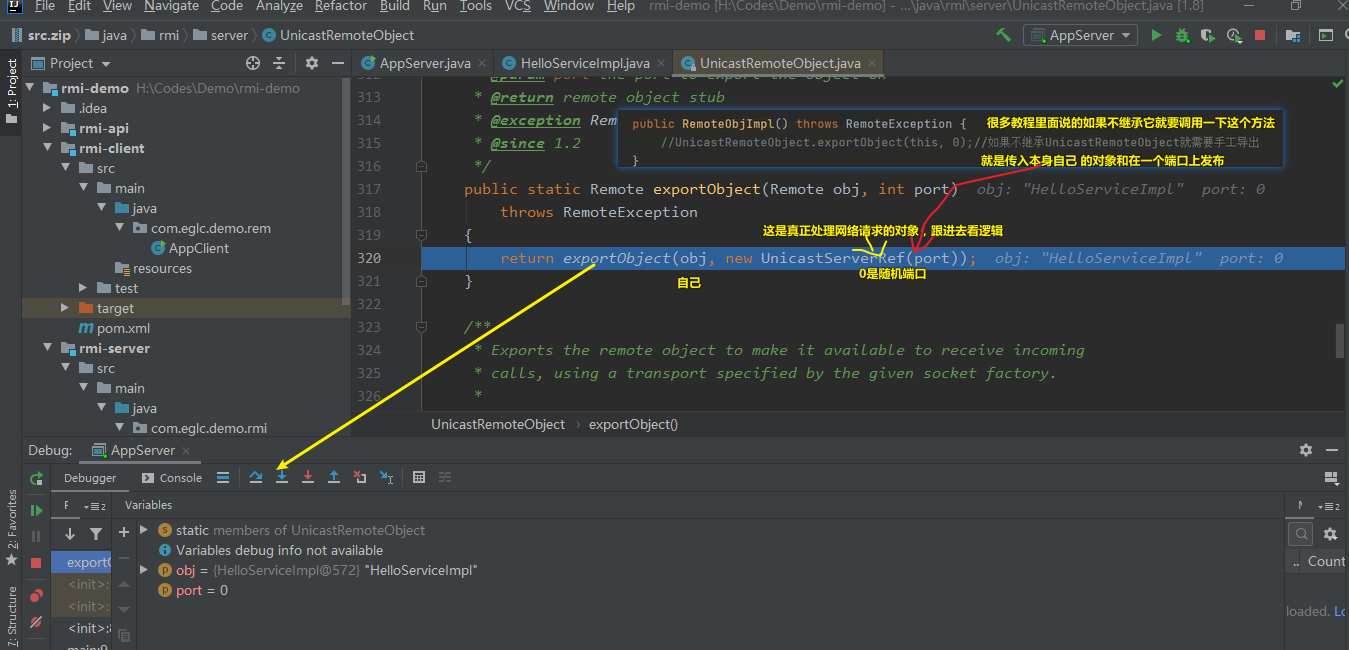 File Edit View Navigate Code Analyze Refactor Build Run Tools VCS Window Help rmi-demo [H:\Codes\Demo\rmi-demo] - ...\java\rmi\server\UnicastRemoteObject.java [1.8]
src.zip java rmi server UnicastRemoteObject AppServer
1: Project
Project
AppServer.java HelloServiceImpl.java UnicastRemoteObject.java
rmi-demo H:\Codes\Demo\rmi-demo
.idea
rmi-api
rmi-client
src
main
java
com.eglc.demo.rem
AppClient
resources
test
target
pom.xml
rmi-server
src
main
java
com.eglc.demo.rmi
312 * @param port the port to export the object on
313 * @return remote object stub
314 * @exception Rem
315 * @since 1.2
316 */
public RemoteObjImpl() throws RemoteException { 很多教程里面说的如果不继承它就要调用一下这个方法
//UnicastRemoteObject.exportObject(this, 0);//如果不继承UnicastRemoteObject就需要手工导出
} 就是传入本身自己 的对象和在一个端口上发布
317 public static Remote exportObject(Remote obj, int port) obj: "HelloServiceImpl" port: 0
318 throws RemoteException
319 {
这是真正处理网络请求的对象，跟进去看逻辑
320 return exportObject(obj, new UnicastServerRef(port)); obj: "HelloServiceImpl" port: 0
0是随机端口
自己
321 }
322
323 /**
324 * Exports the remote object to make it available to receive incoming
325 * calls, using a transport specified by the given socket factory.
326 *
UnicastRemoteObject exportObject()
Debug: AppServer
Debugger Console
F 2 Variables
static members of UnicastRemoteObject
Variables debug info not available
obj = {HelloServiceImpl@572} "HelloServiceImpl"
port = 0
exportO
<init>:
<init>:
<init>:
main:9
2: Favorites
7: Structure
2
.. Count
loaded. Lo